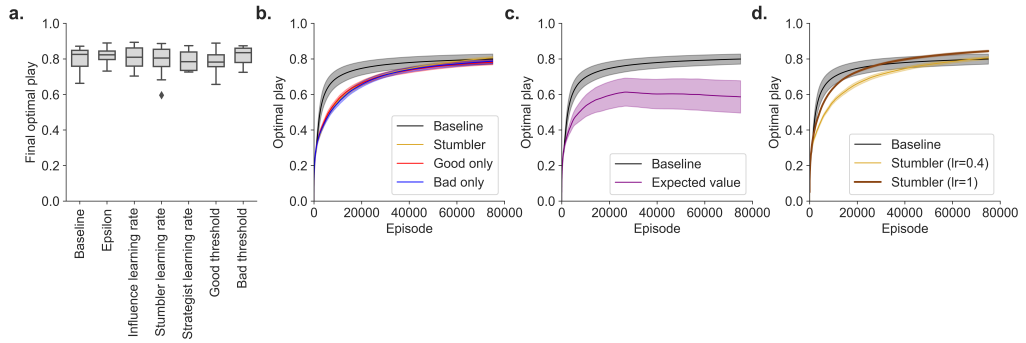 a.
Final optimal play
1.0
0.8
0.6
0.4
0.2
0.0
Baseline
Epsilon
Influence learning rate
Stumbler learning rate
Strategist learning rate
Good threshold
Bad threshold
b.
Optimal play
1.0
0.8
0.6
0.4
0.2
0.0
Baseline
Stumbler
Good only
Bad only
0 20000 40000 60000 80000
Episode
c.
Optimal play
1.0
0.8
0.6
0.4
0.2
0.0
Baseline
Expected value
0 20000 40000 60000 80000
Episode
d.
Optimal play
1.0
0.8
0.6
0.4
0.2
0.0
Baseline
Stumbler (lr=0.4)
Stumbler (lr=1)
0 20000 40000 60000 80000
Episode